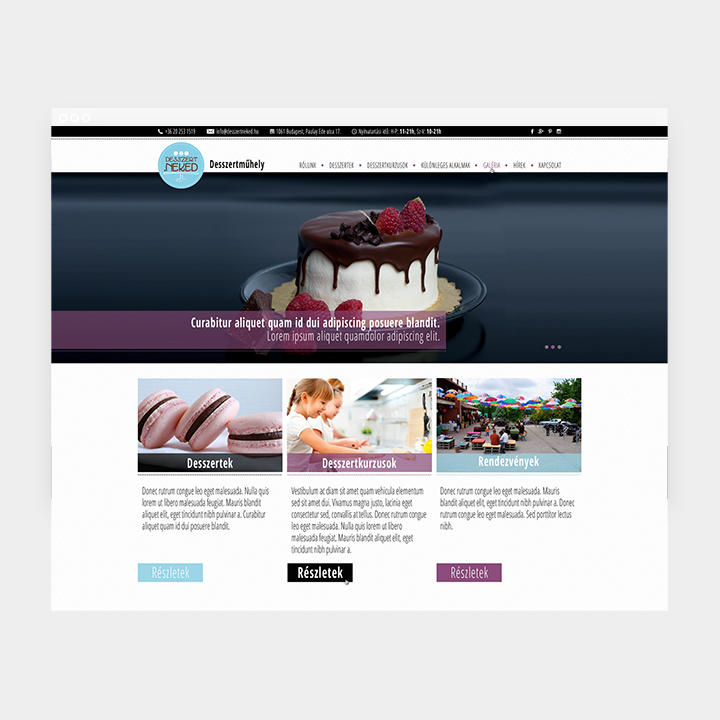 +36 20 253 1519 info@desszertneked.hu 1061 Budapest, Paulay Ede utca 17. Nyitvatartási idő: H-P: 11-21h, Sz-V: 10-21h
DESSZERT
.NEKED
Desszertműhely
RÓLUNK • DESSZERTEK • DESSZERTKURZUSOK • KÜLÖNLEGES ALKALMAK • GALÉRIA • HÍREK • KAPCSOLAT
Curabitur aliquet quam id dui adipiscing posuere blandit.
Lorem ipsum aliquet quamdolor adipiscing elit.
Desszertek
Donec rutrum congue leo eget malesuada. Nulla quis
lorem ut libero malesuada feugiat. Mauris blandit
aliquet elit, eget tincidunt nibh pulvinar a. Curabitur
aliquet quam id dui posuere blandit.
Részletek
Desszertkurzusok
Vestibulum ac diam sit amet quam vehicula elementum
sed sit amet dui. Vivamus magna justo, lacinia eget
consectetur sed, convallis at tellus. Donec rutrum congue
leo eget malesuada. Nulla quis lorem ut libero
malesuada feugiat. Mauris blandit aliquet elit, eget
tincidunt nibh pulvinar a.
Részletek
Rendezvények
Donec rutrum congue leo eget malesuada. Mauris
blandit aliquet elit, eget tincidunt nibh pulvinar a. Donec
rutrum congue leo eget malesuada. Sed porttitor lectus
nibh.
Részletek